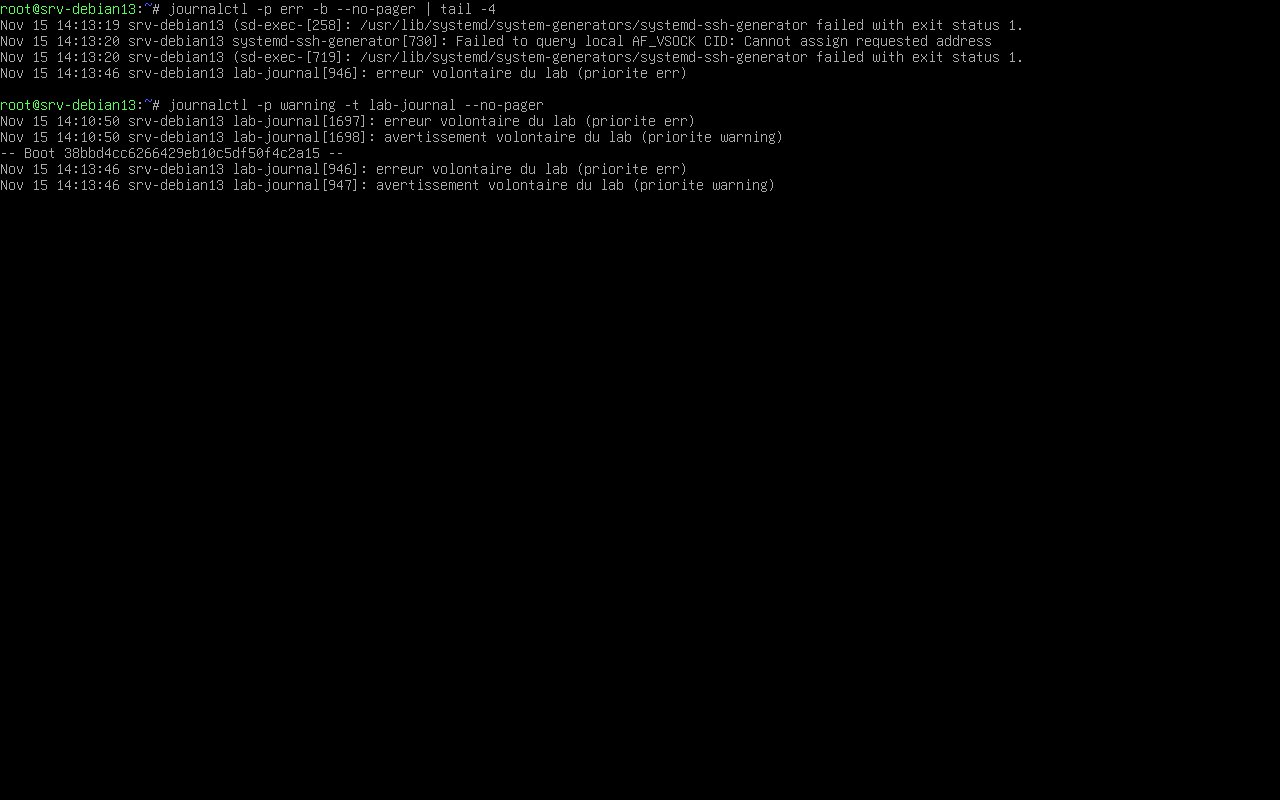 root@srv-debian13:~# journalctl -p err -b --no-pager | tail -4
Nov 15 14:13:19 srv-debian13 (sd-exec-[258]: /usr/lib/systemd/system-generators/systemd-ssh-generator failed with exit status 1.
Nov 15 14:13:20 srv-debian13 systemd-ssh-generator[730]: Failed to query local AF_VSOCK CID: Cannot assign requested address
Nov 15 14:13:20 srv-debian13 (sd-exec-[719]: /usr/lib/systemd/system-generators/systemd-ssh-generator failed with exit status 1.
Nov 15 14:13:46 srv-debian13 lab-journal[946]: erreur volontaire du lab (priorite err)
root@srv-debian13:~# journalctl -p warning -t lab-journal --no-pager
Nov 15 14:10:50 srv-debian13 lab-journal[1697]: erreur volontaire du lab (priorite err)
Nov 15 14:10:50 srv-debian13 lab-journal[1698]: avertissement volontaire du lab (priorite warning)
-- Boot 38bbd4cc6266429eb10c5df50f4c2a15 --
Nov 15 14:13:46 srv-debian13 lab-journal[946]: erreur volontaire du lab (priorite err)
Nov 15 14:13:46 srv-debian13 lab-journal[947]: avertissement volontaire du lab (priorite warning)